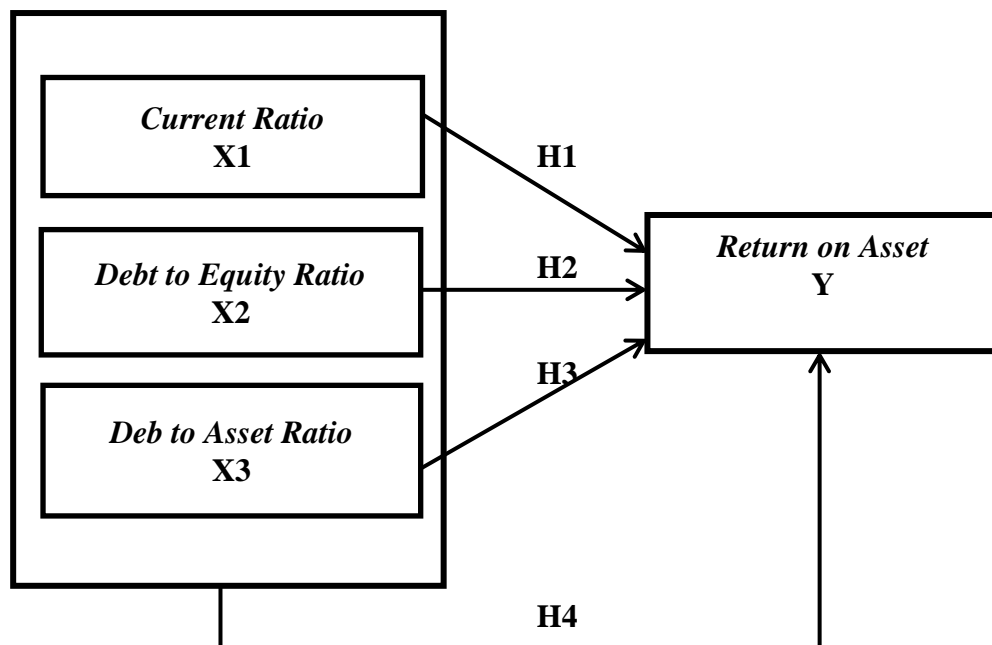 Current Ratio
X1
H1
Return on Asset
Y
Debt to Equity Ratio
X2
H2
H3
Deb to Asset Ratio
X3
H4